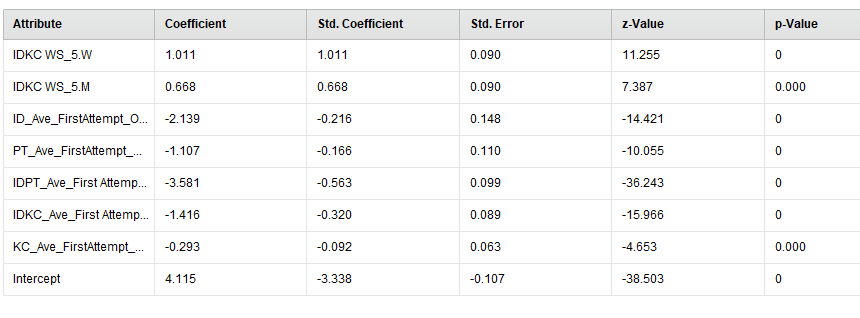 Attribute Coefficient Std. Coefficient Std. Error z-Value p-Value
IDKC WS_5.W 1.011 1.011 0.090 11.255 0
IDKC WS_5.M 0.668 0.668 0.090 7.387 0.000
ID_Ave_FirstAttempt_O... -2.139 -0.216 0.148 -14.421 0
PT_Ave_FirstAttempt_... -1.107 -0.166 0.110 -10.055 0
IDPT_Ave_First Attemp... -3.581 -0.563 0.099 -36.243 0
IDKC_Ave_First Attemp... -1.416 -0.320 0.089 -15.966 0
KC_Ave_FirstAttempt_... -0.293 -0.092 0.063 -4.653 0.000
Intercept 4.115 -3.338 -0.107 -38.503 0